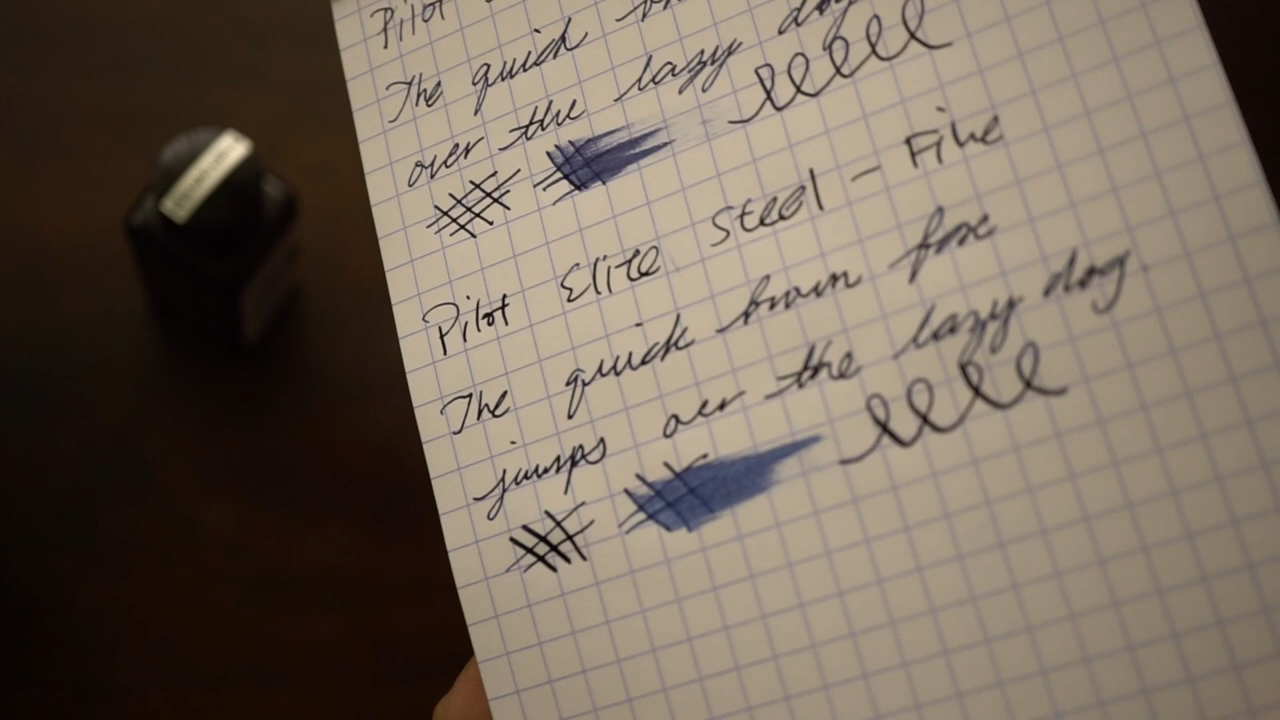 Pilot
The quick
over the lazy dog
Pilot Elite Steel - Fine
The quick brown fox
jumps over the lazy dog.